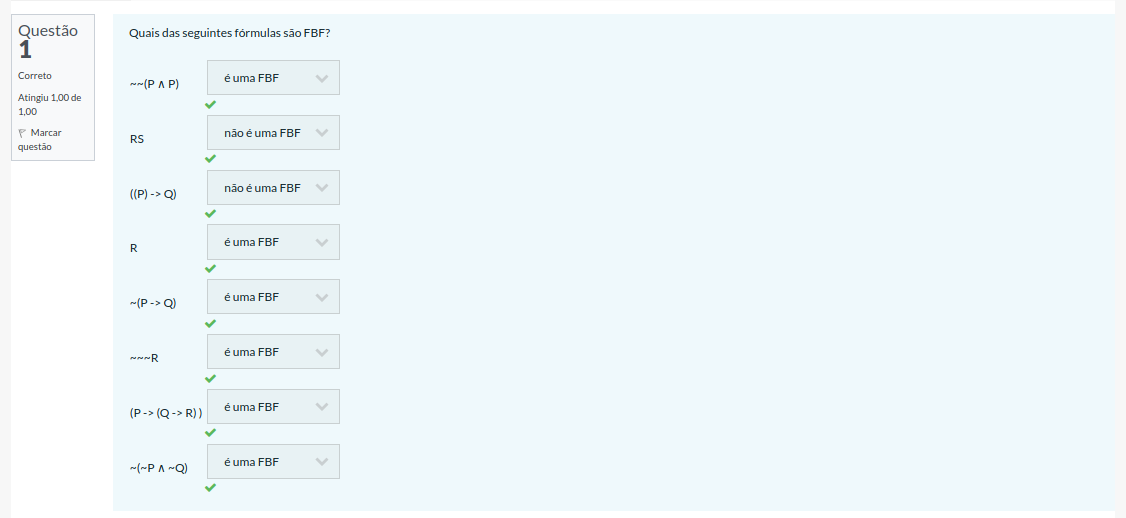 Questão
1
Correto
Atingiu 1,00 de
1,00
Marcar
questão
Quais das seguintes fórmulas são FBF?
~~(P ∧ P) é uma FBF
RS não é uma FBF
((P) -> Q) não é uma FBF
R é uma FBF
~(P -> Q) é uma FBF
~~~R é uma FBF
(P -> (Q -> R) ) é uma FBF
~(~P ∧ ~Q) é uma FBF